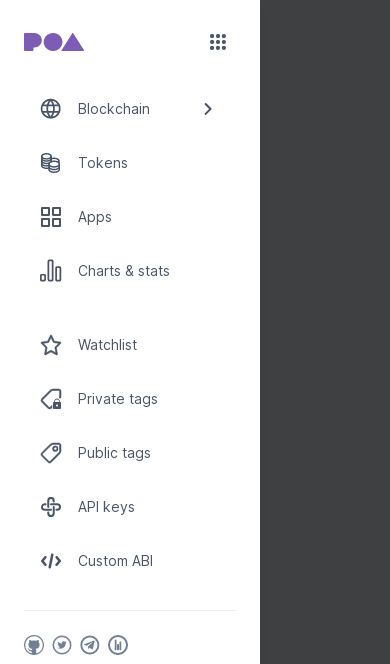 POA
Blockchain
Tokens
Apps
Charts & stats
Watchlist
Private tags
Public tags
API keys
Custom ABI